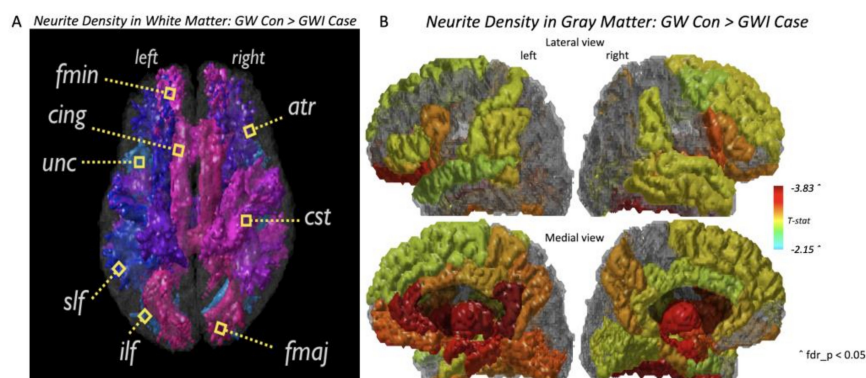 A
Neurite Density in White Matter: GW Con > GWI Case
left
right
fmin
cing
unc
slf
ilf
atr
cst
fmaj
B
Neurite Density in Gray Matter: GW Con > GWI Case
Lateral view
left
right
Medial view
-3.83 ˆ
T-stat
-2.15 ˆ
ˆ fdr_p < 0.05